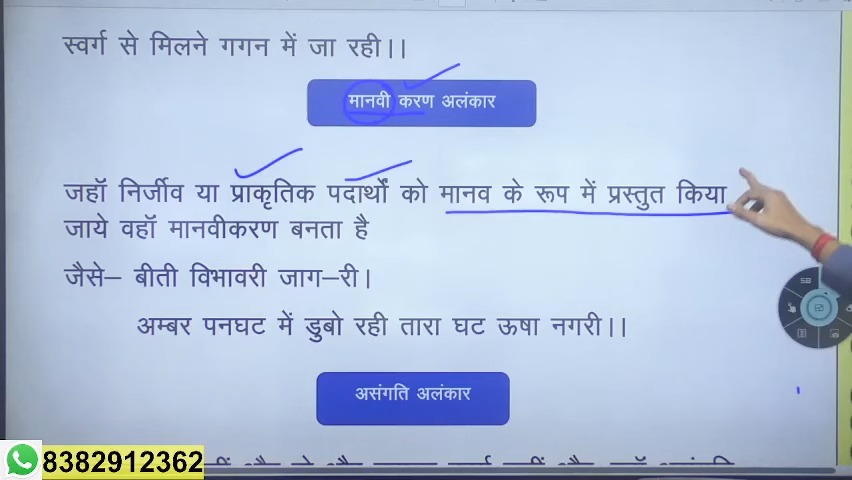 स्वर्ग से मिलने गगन में जा रही।।
मानवी करण अलंकार
जहॉ निर्जीव या प्राकृतिक पदार्थों को मानव के रूप में प्रस्तुत किया
जाये वहॉ मानवीकरण बनता है
जैसे– बीती विभावरी जाग–री।
अम्बर पनघट में डुबो रही तारा घट ऊषा नगरी।।
SB
असंगति अलंकार
8382912362